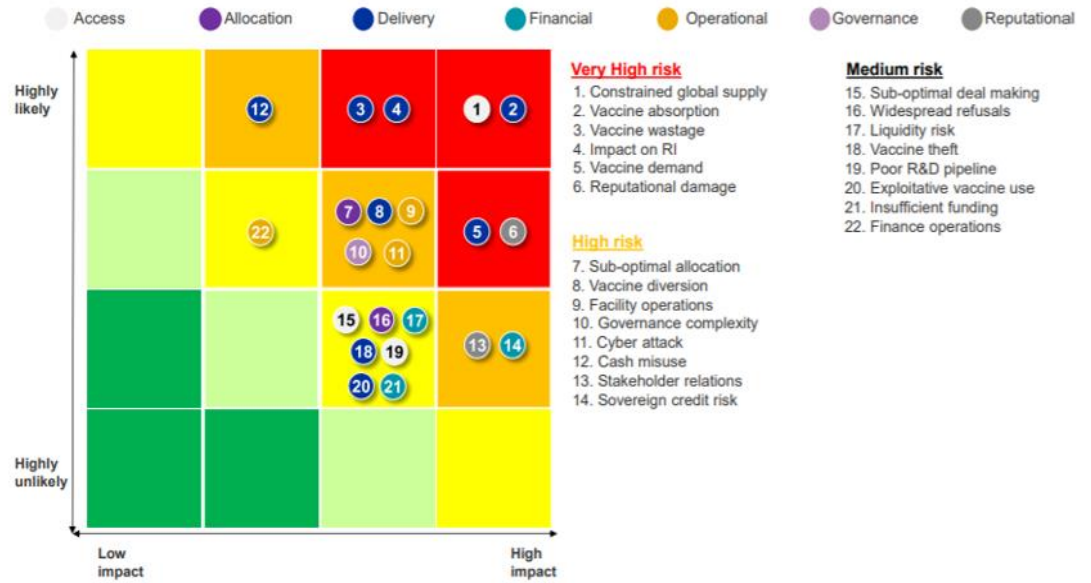 Access Allocation Delivery Financial Operational Governance Reputational
Highly
likely
Highly
unlikely
12 3 4 1 2
7 8 9
22 5 6
10 11
15 16 17
18 19 13 14
20 21
Low
impact
High
impact
Very High risk
1. Constrained global supply
2. Vaccine absorption
3. Vaccine wastage
4. Impact on RI
5. Vaccine demand
6. Reputational damage
High risk
7. Sub-optimal allocation
8. Vaccine diversion
9. Facility operations
10. Governance complexity
11. Cyber attack
12. Cash misuse
13. Stakeholder relations
14. Sovereign credit risk
Medium risk
15. Sub-optimal deal making
16. Widespread refusals
17. Liquidity risk
18. Vaccine theft
19. Poor R&D pipeline
20. Exploitative vaccine use
21. Insufficient funding
22. Finance operations